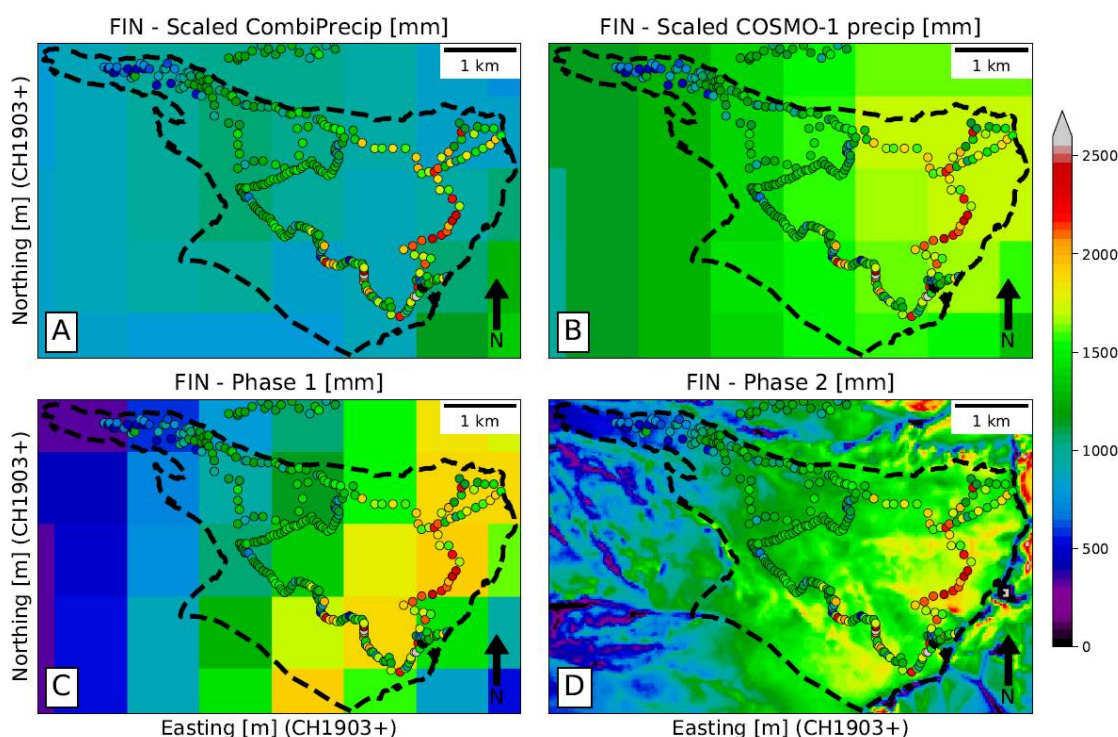 FIN - Scaled CombiPrecip [mm]
FIN - Scaled COSMO-1 precip [mm]
1 km
1 km
Northing [m] (CH1903+)
A
N
B
N
2500
2000
1500
1000
500
0
FIN - Phase 1 [mm]
FIN - Phase 2 [mm]
1 km
1 km
Northing [m] (CH1903+)
C
N
D
N
Easting [m] (CH1903+)
Easting [m] (CH1903+)